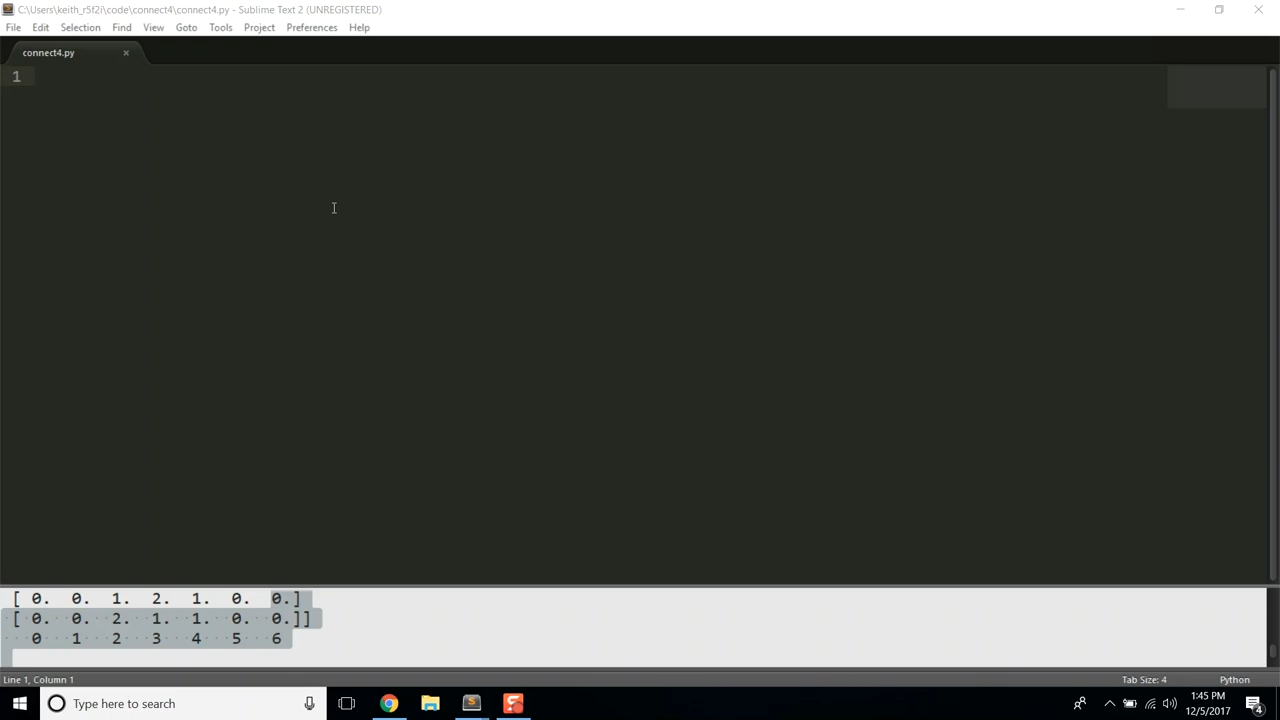 C:\Users\keith_r5f2i\code\connect4\connect4.py - Sublime Text 2 (UNREGISTERED)
File Edit Selection Find View Goto Tools Project Preferences Help
connect4.py ×
1
[ 0. 0. 1. 2. 1. 0. 0.]
[ 0. 0. 2. 1. 1. 0. 0.]]
0 1 2 3 4 5 6
Line 1, Column 1 Tab Size: 4 Python
Type here to search
1:45 PM
12/5/2017
4